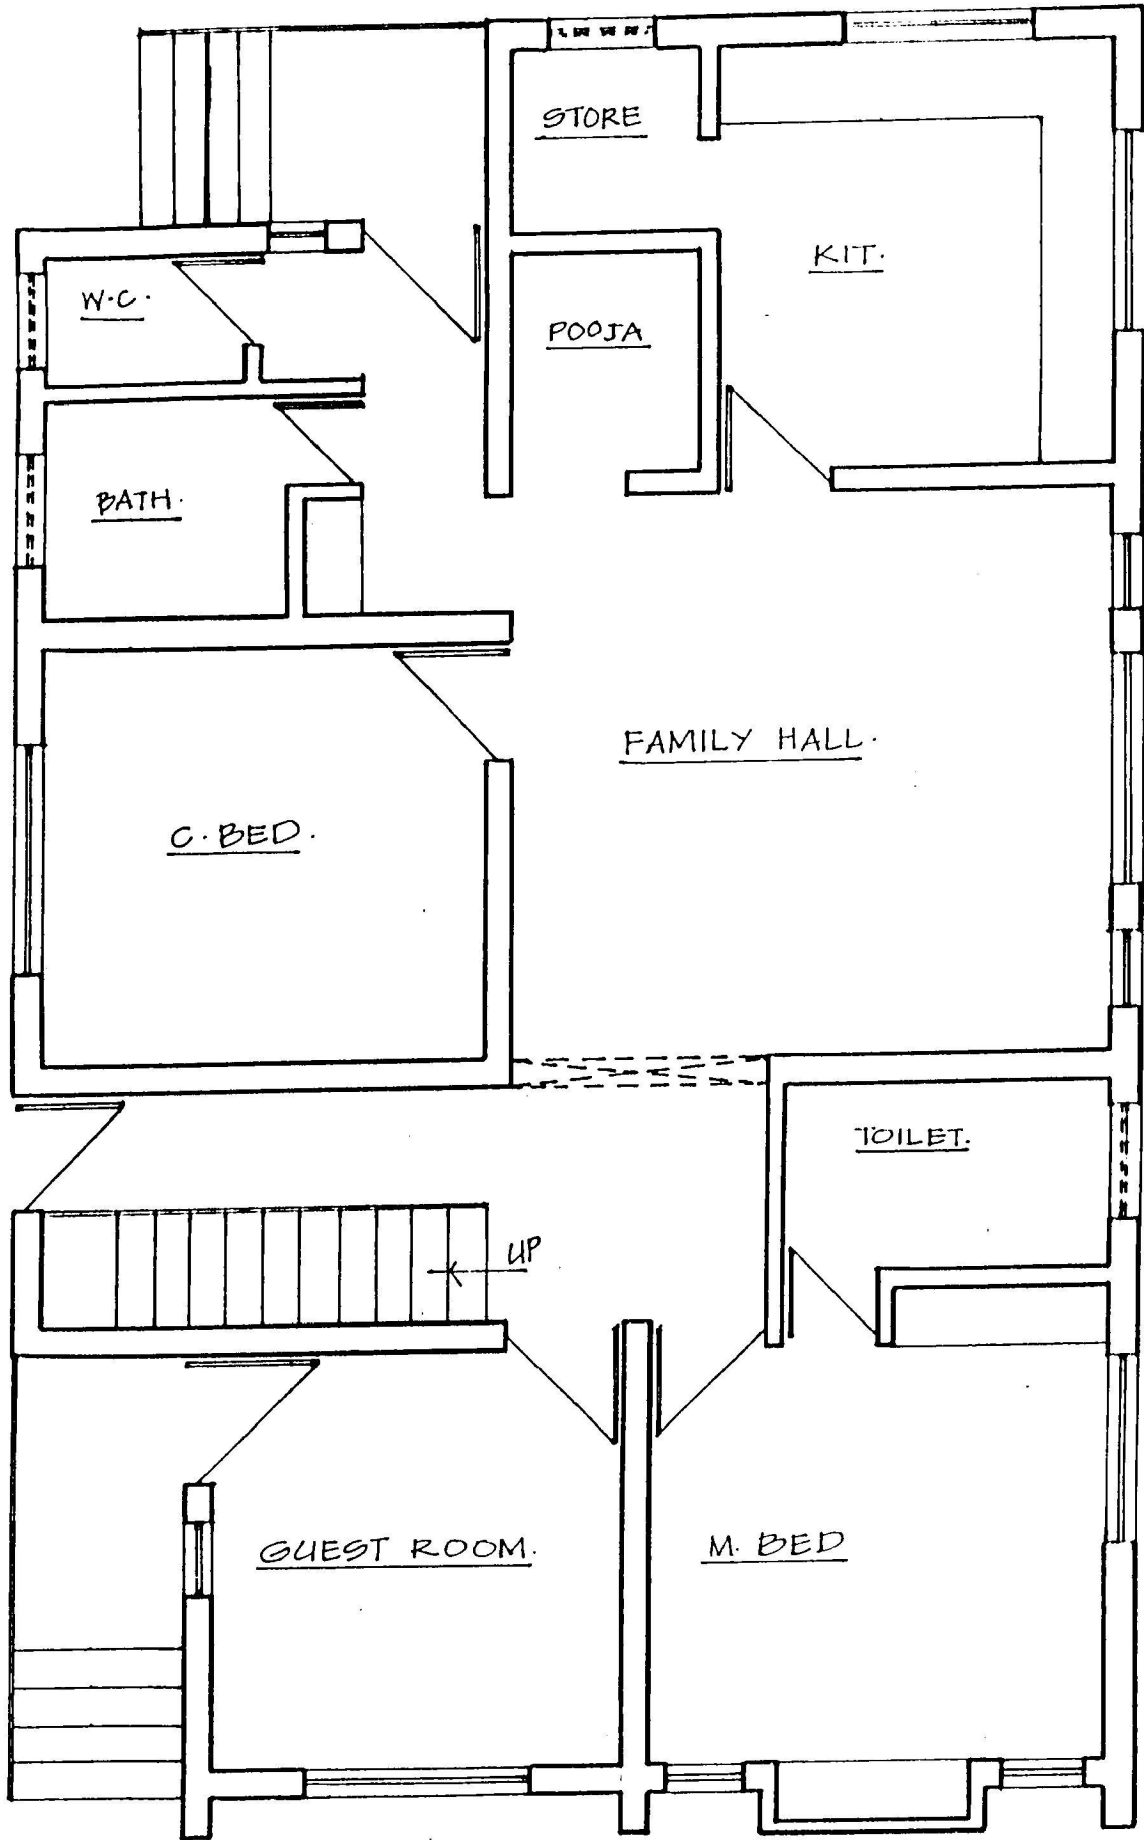 STORE
KIT.
W.C.
POOJA
BATH.
FAMILY HALL.
C. BED.
TOILET.
UP
GUEST ROOM.
M. BED